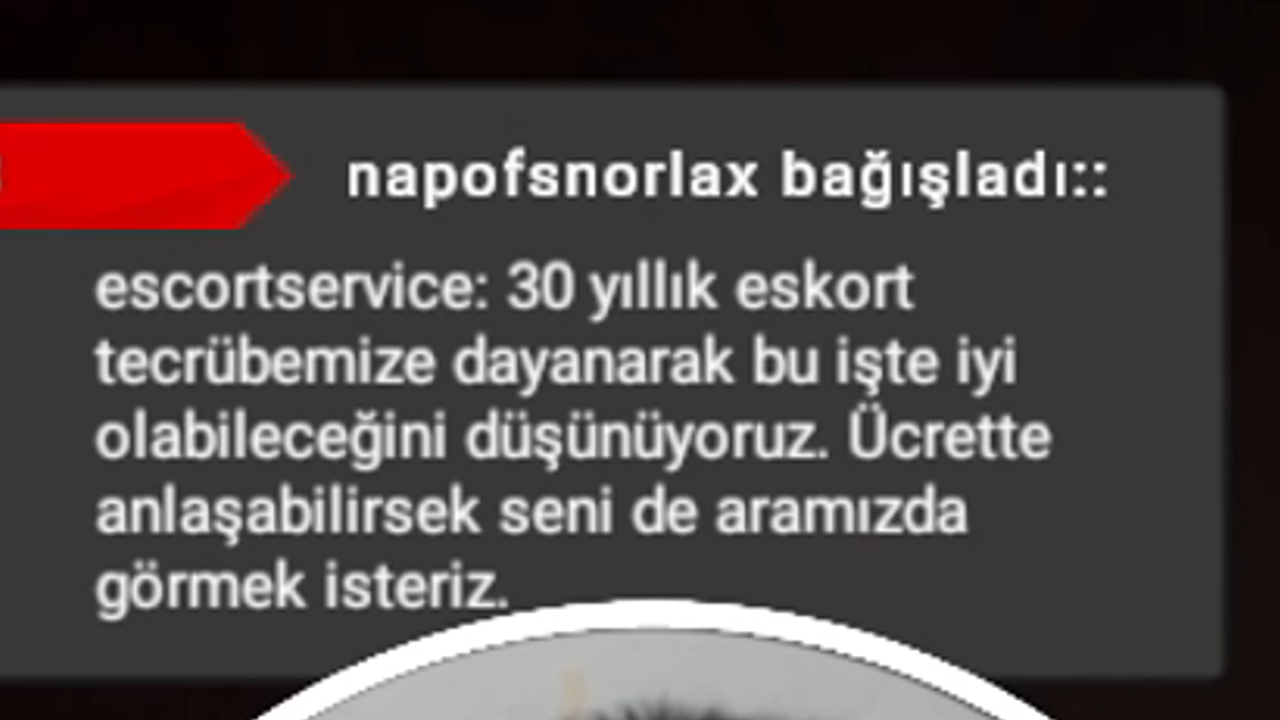 napofsnorlax bağışladı::
escortservice: 30 yıllık eskort
tecrübemize dayanarak bu işte iyi
olabileceğini düşünüyoruz. Ücrette
anlaşabilirsek seni de aramızda
görmek isteriz.